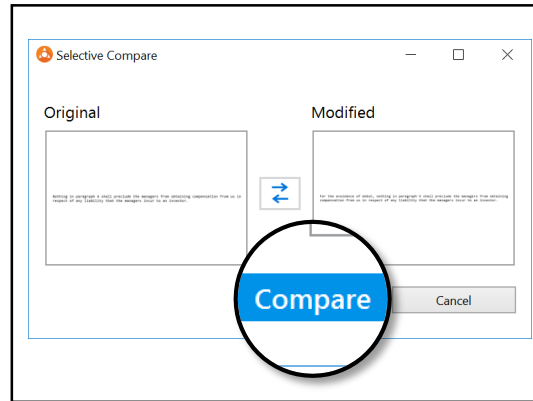 Selective Compare
Original
Modified
Nothing in paragraph 4 shall preclude the managers from obtaining compensation from us in
respect of any liability that the managers incur to an investor.
For the avoidance of doubt, nothing in paragraph 4 shall preclude the managers from obtaining
compensation from us in respect of any liability that the managers incur to an investor.
Compare
Cancel